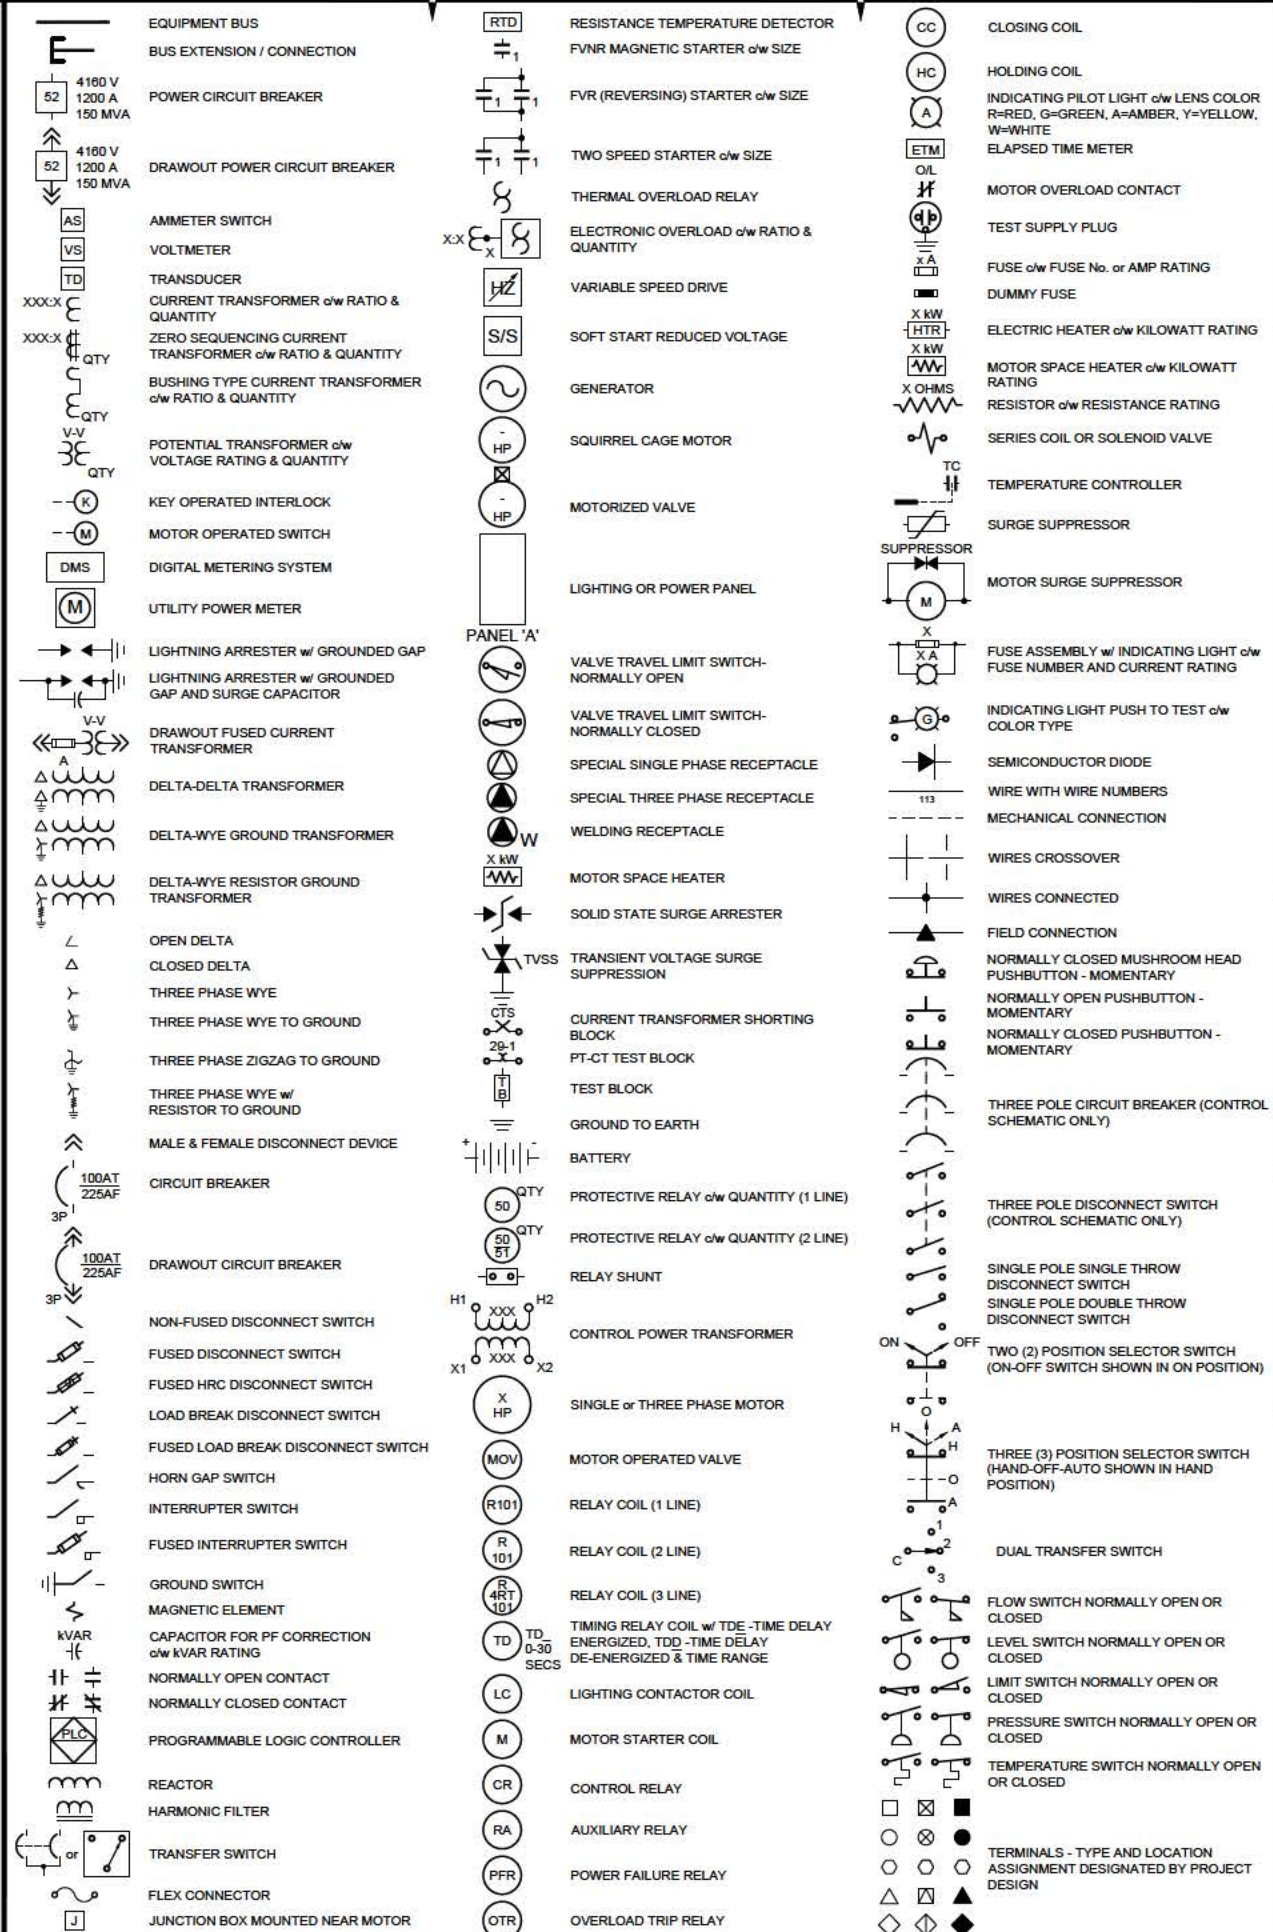 EQUIPMENT BUS
BUS EXTENSION / CONNECTION
52
4160 V
1200 A
150 MVA
POWER CIRCUIT BREAKER
52
4160 V
1200 A
150 MVA
DRAWOUT POWER CIRCUIT BREAKER
AS
AMMETER SWITCH
VS
VOLTMETER
TD
TRANSDUCER
XXX:X
CURRENT TRANSFORMER c/w RATIO &
QUANTITY
XXX:X
QTY
ZERO SEQUENCING CURRENT
TRANSFORMER c/w RATIO & QUANTITY
QTY
BUSHING TYPE CURRENT TRANSFORMER
c/w RATIO & QUANTITY
V-V
QTY
POTENTIAL TRANSFORMER c/w
VOLTAGE RATING & QUANTITY
K
KEY OPERATED INTERLOCK
M
MOTOR OPERATED SWITCH
DMS
DIGITAL METERING SYSTEM
M
UTILITY POWER METER
LIGHTNING ARRESTER w/ GROUNDED GAP
LIGHTNING ARRESTER w/ GROUNDED
GAP AND SURGE CAPACITOR
V-V
A
DRAWOUT FUSED CURRENT
TRANSFORMER
DELTA-DELTA TRANSFORMER
DELTA-WYE GROUND TRANSFORMER
DELTA-WYE RESISTOR GROUND
TRANSFORMER
OPEN DELTA
CLOSED DELTA
THREE PHASE WYE
THREE PHASE WYE TO GROUND
THREE PHASE ZIGZAG TO GROUND
THREE PHASE WYE w/
RESISTOR TO GROUND
MALE & FEMALE DISCONNECT DEVICE
100AT
225AF
3P
CIRCUIT BREAKER
100AT
225AF
3P
DRAWOUT CIRCUIT BREAKER
NON-FUSED DISCONNECT SWITCH
FUSED DISCONNECT SWITCH
FUSED HRC DISCONNECT SWITCH
LOAD BREAK DISCONNECT SWITCH
FUSED LOAD BREAK DISCONNECT SWITCH
HORN GAP SWITCH
INTERRUPTER SWITCH
FUSED INTERRUPTER SWITCH
GROUND SWITCH
MAGNETIC ELEMENT
kVAR
CAPACITOR FOR PF CORRECTION
c/w kVAR RATING
NORMALLY OPEN CONTACT
NORMALLY CLOSED CONTACT
PLC
PROGRAMMABLE LOGIC CONTROLLER
REACTOR
HARMONIC FILTER
or
TRANSFER SWITCH
FLEX CONNECTOR
J
JUNCTION BOX MOUNTED NEAR MOTOR
RTD
RESISTANCE TEMPERATURE DETECTOR
1
FVNR MAGNETIC STARTER c/w SIZE
1 1
FVR (REVERSING) STARTER c/w SIZE
1 1
TWO SPEED STARTER c/w SIZE
THERMAL OVERLOAD RELAY
X:X
X
ELECTRONIC OVERLOAD c/w RATIO &
QUANTITY
HZ
VARIABLE SPEED DRIVE
S/S
SOFT START REDUCED VOLTAGE
GENERATOR
-
HP
SQUIRREL CAGE MOTOR
-
HP
MOTORIZED VALVE
LIGHTING OR POWER PANEL
PANEL 'A'
VALVE TRAVEL LIMIT SWITCH-
NORMALLY OPEN
VALVE TRAVEL LIMIT SWITCH-
NORMALLY CLOSED
SPECIAL SINGLE PHASE RECEPTACLE
SPECIAL THREE PHASE RECEPTACLE
W
WELDING RECEPTACLE
X kW
MOTOR SPACE HEATER
SOLID STATE SURGE ARRESTER
TVSS
TRANSIENT VOLTAGE SURGE
SUPPRESSION
CTS
CURRENT TRANSFORMER SHORTING
BLOCK
29-1
PT-CT TEST BLOCK
T
B
TEST BLOCK
GROUND TO EARTH
+ -
BATTERY
50
QTY
PROTECTIVE RELAY c/w QUANTITY (1 LINE)
50
51
QTY
PROTECTIVE RELAY c/w QUANTITY (2 LINE)
RELAY SHUNT
H1 XXX H2
X1 XXX X2
CONTROL POWER TRANSFORMER
X
HP
SINGLE or THREE PHASE MOTOR
MOV
MOTOR OPERATED VALVE
R101
RELAY COIL (1 LINE)
R
101
RELAY COIL (2 LINE)
R
4RT
101
RELAY COIL (3 LINE)
TD
TD_
0-30
SECS
TIMING RELAY COIL w/ TDE -TIME DELAY
ENERGIZED, TDD -TIME DELAY
DE-ENERGIZED & TIME RANGE
LC
LIGHTING CONTACTOR COIL
M
MOTOR STARTER COIL
CR
CONTROL RELAY
RA
AUXILIARY RELAY
PFR
POWER FAILURE RELAY
OTR
OVERLOAD TRIP RELAY
CC
CLOSING COIL
HC
HOLDING COIL
A
INDICATING PILOT LIGHT c/w LENS COLOR
R=RED, G=GREEN, A=AMBER, Y=YELLOW,
W=WHITE
ETM
ELAPSED TIME METER
O/L
MOTOR OVERLOAD CONTACT
TEST SUPPLY PLUG
x A
FUSE c/w FUSE No. or AMP RATING
DUMMY FUSE
X kW
HTR
ELECTRIC HEATER c/w KILOWATT RATING
X kW
MOTOR SPACE HEATER c/w KILOWATT
RATING
X OHMS
RESISTOR c/w RESISTANCE RATING
SERIES COIL OR SOLENOID VALVE
TC
TEMPERATURE CONTROLLER
SURGE SUPPRESSOR
SUPPRESSOR
M
MOTOR SURGE SUPPRESSOR
X
X A
FUSE ASSEMBLY w/ INDICATING LIGHT c/w
FUSE NUMBER AND CURRENT RATING
G
INDICATING LIGHT PUSH TO TEST c/w
COLOR TYPE
SEMICONDUCTOR DIODE
113
WIRE WITH WIRE NUMBERS
MECHANICAL CONNECTION
WIRES CROSSOVER
WIRES CONNECTED
FIELD CONNECTION
NORMALLY CLOSED MUSHROOM HEAD
PUSHBUTTON - MOMENTARY
NORMALLY OPEN PUSHBUTTON -
MOMENTARY
NORMALLY CLOSED PUSHBUTTON -
MOMENTARY
THREE POLE CIRCUIT BREAKER (CONTROL
SCHEMATIC ONLY)
THREE POLE DISCONNECT SWITCH
(CONTROL SCHEMATIC ONLY)
SINGLE POLE SINGLE THROW
DISCONNECT SWITCH
SINGLE POLE DOUBLE THROW
DISCONNECT SWITCH
ON OFF
TWO (2) POSITION SELECTOR SWITCH
(ON-OFF SWITCH SHOWN IN ON POSITION)
O
H A
H
O
A
THREE (3) POSITION SELECTOR SWITCH
(HAND-OFF-AUTO SHOWN IN HAND
POSITION)
1
C 2
3
DUAL TRANSFER SWITCH
FLOW SWITCH NORMALLY OPEN OR
CLOSED
LEVEL SWITCH NORMALLY OPEN OR
CLOSED
LIMIT SWITCH NORMALLY OPEN OR
CLOSED
PRESSURE SWITCH NORMALLY OPEN OR
CLOSED
TEMPERATURE SWITCH NORMALLY OPEN
OR CLOSED
TERMINALS - TYPE AND LOCATION
ASSIGNMENT DESIGNATED BY PROJECT
DESIGN